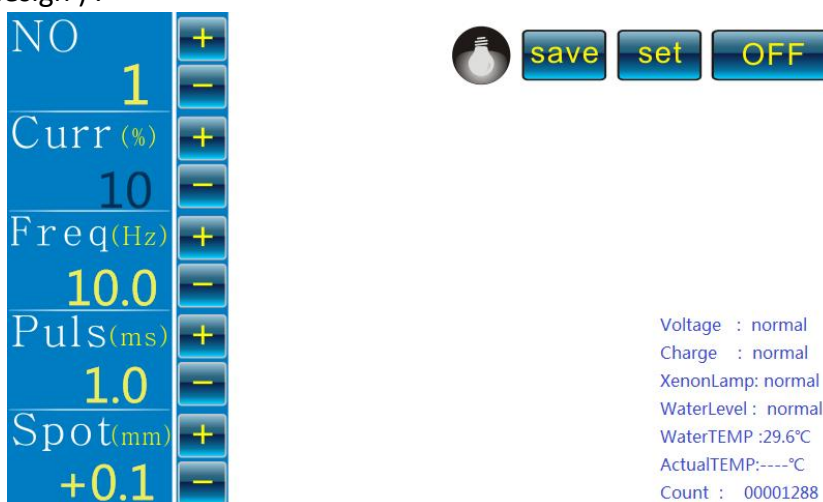 NO
+
1
−
Curr(%)
+
10
−
Freq(Hz)
+
10.0
−
Puls(ms)
+
1.0
−
Spot(mm)
+
+0.1
−
save set OFF
Voltage : normal
Charge : normal
XenonLamp: normal
WaterLevel : normal
WaterTEMP :29.6℃
ActualTEMP:----℃
Count : 00001288